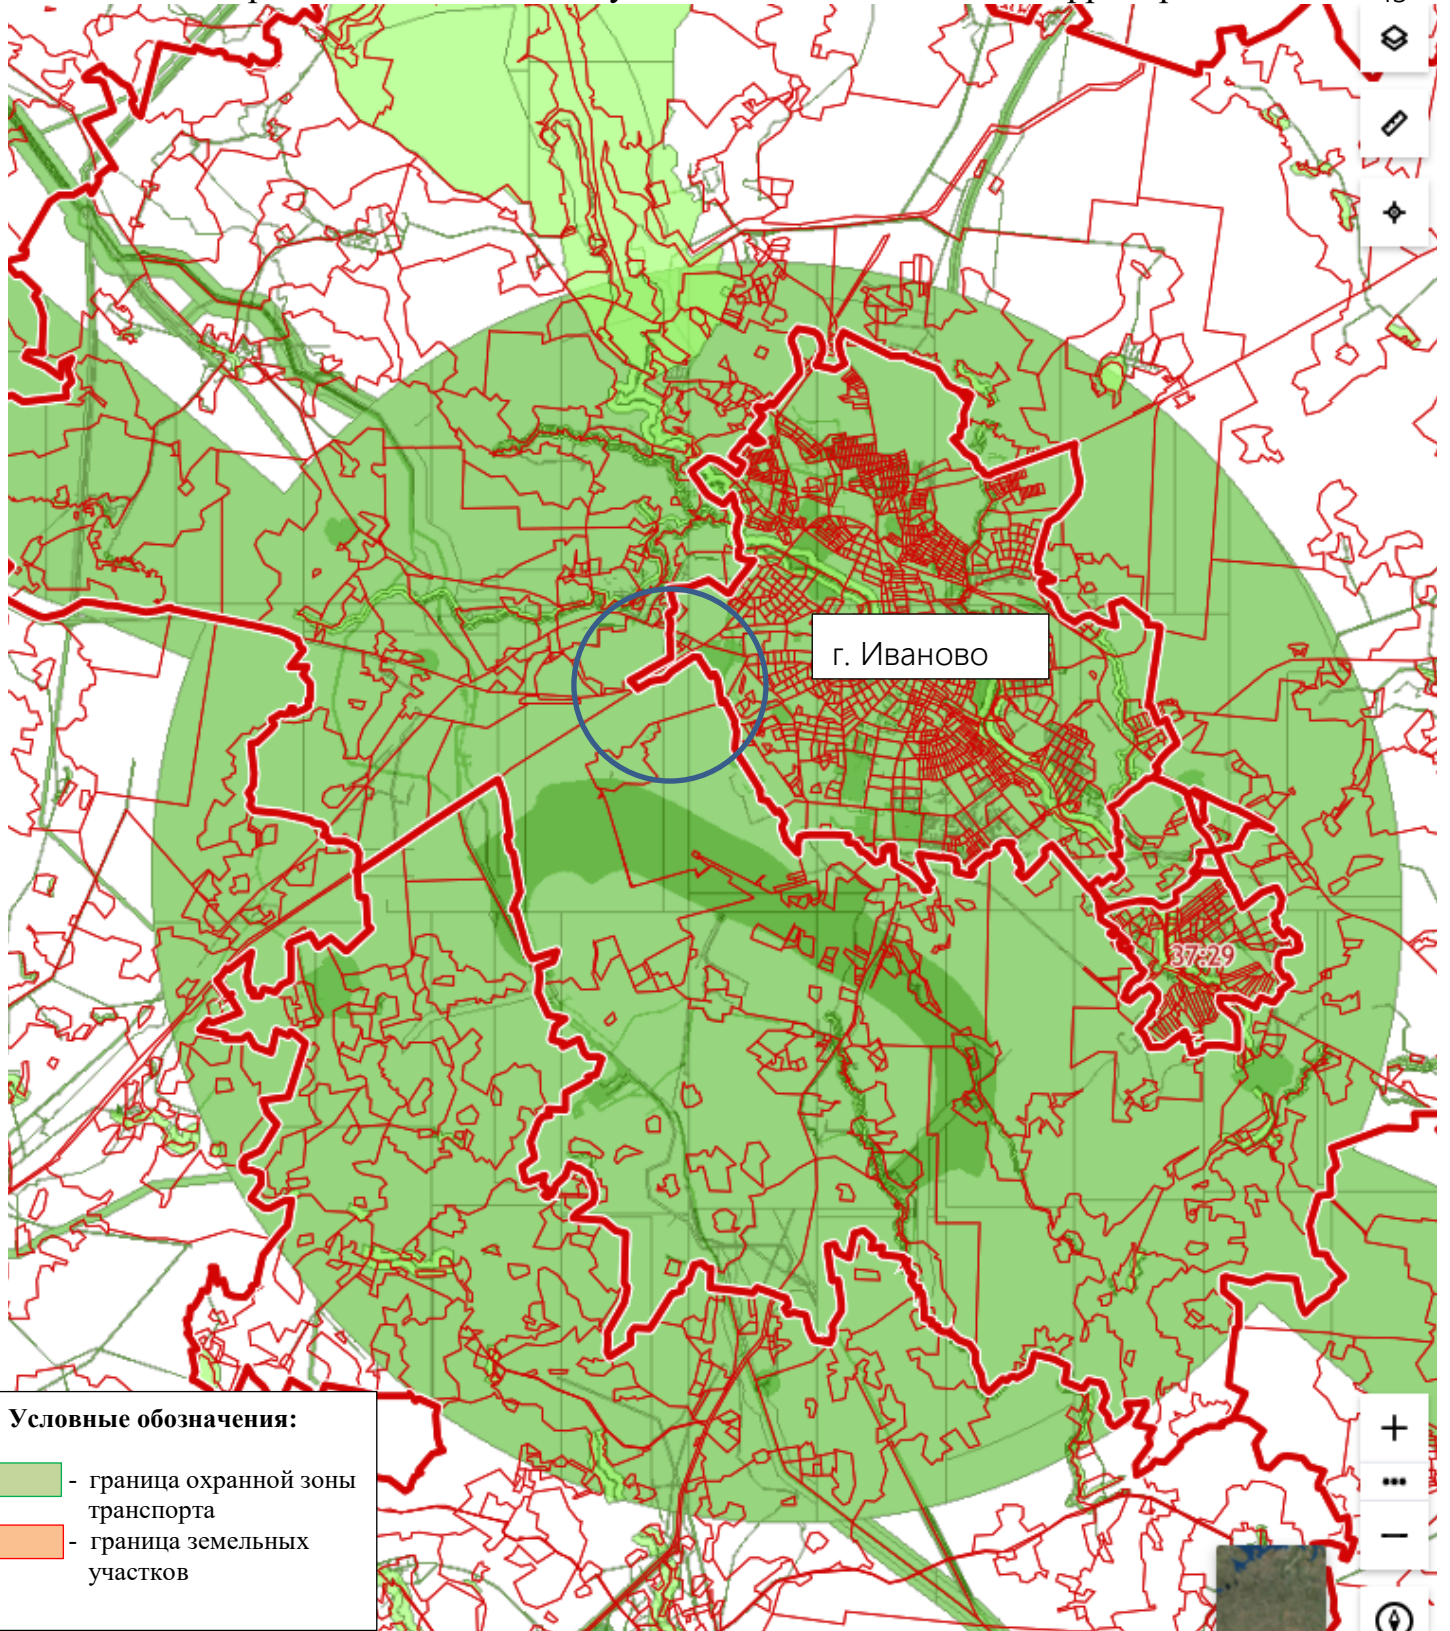 г. Иваново
37:29
Условные обозначения:
- граница охранной зоны
транспорта
- граница земельных
участков